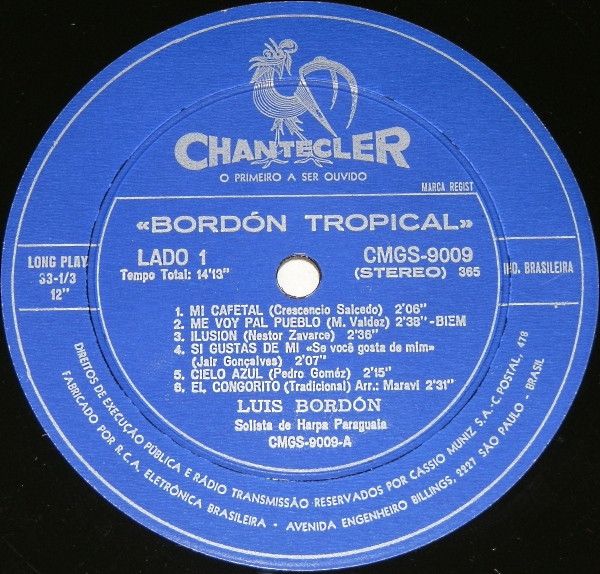 CHANTECLER
O PRIMEIRO A SER OUVIDO
MARCA REGIST
«BORDÓN TROPICAL»
LONG PLAY
33-1/3
12"
LADO 1
Tempo Total: 14'13"
CMGS-9009
(STEREO) 365
IND. BRASILEIRA
1. MI CAFETAL (Crescencio Salcedo) 2'06"
2. ME VOY PAL PUEBLO (M. Valdez) 2'38"-BIEM
3. ILUSION (Nestor Zavarce) 2'36"
4. SI GUSTAS DE MI «Se você gosta de mim»
(Jair Gonçalves) 2'07"
5. CIELO AZUL (Pedro Goméz) 2'15"
6. EL CONGORITO (Tradicional) Arr.: Maravi 2'31"
LUIS BORDÓN
Solista de Harpa Paraguaia
CMGS-9009-A
DIREITOS DE EXECUÇÃO PÚBLICA E RÁDIO TRANSMISSÃO RESERVADOS POR CÁSSIO MUNIZ S.A.-C. POSTAL, 478
FABRICADO POR R.C.A. ELETRÔNICA BRASILEIRA - AVENIDA ENGENHEIRO BILLINGS, 2227 SÃO PAULO - BRASIL